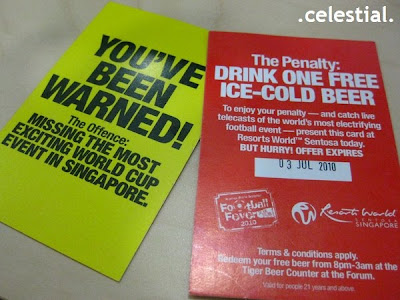 .celestial.
YOU'VE
BEEN
WARNED!
The Offence:
MISSING THE MOST
EXCITING WORLD CUP
EVENT IN SINGAPORE.
The Penalty:
DRINK ONE FREE
ICE-COLD BEER
To enjoy your penalty — and catch live
telecasts of the world's most electrifying
football event — present this card at
Resorts World™ Sentosa today.
BUT HURRY! OFFER EXPIRES
03 JUL 2010
Football
Fever
2010
Resorts World
SENTOSA
SINGAPORE
Terms & conditions apply.
Redeem your free beer from 8pm-3am at the
Tiger Beer Counter at the Forum.
Valid for people 21 years and above.